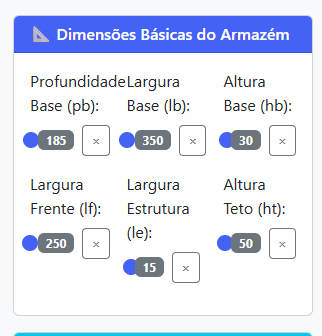 📐 Dimensões Básicas do Armazém
Profundidade Largura Altura
Base (pb): Base (lb): Base (hb):
185 × 350 × 30 ×
Largura Largura Altura
Frente (lf): Estrutura Teto (ht):
(le):
250 × 50 ×
15 ×